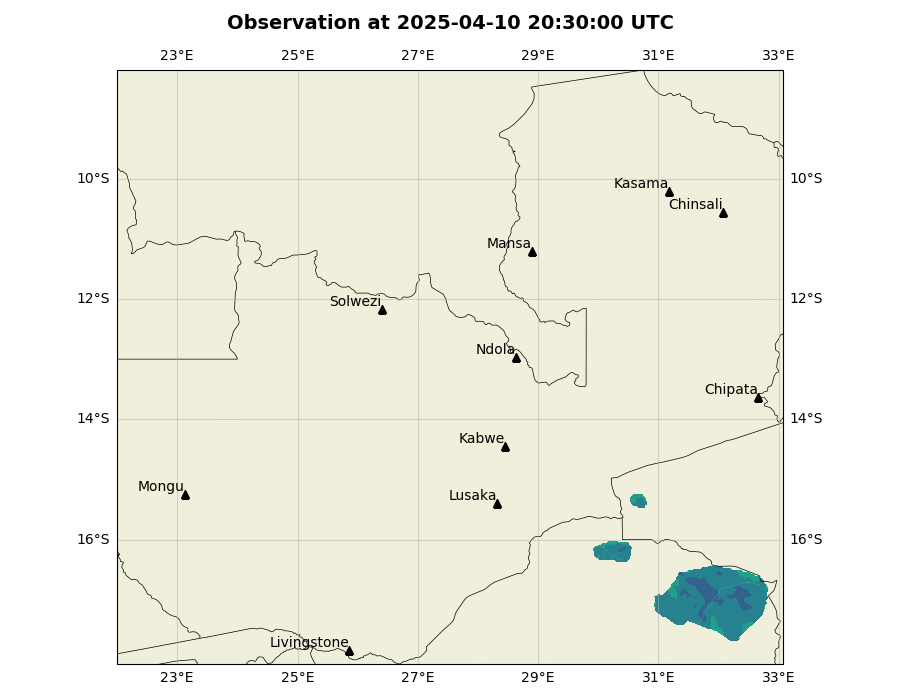 Observation at 2025-04-10 20:30:00 UTC
23°E 25°E 27°E 29°E 31°E 33°E
10°S 10°S
Kasama
Chinsali
Mansa
12°S 12°S
Solwezi
Ndola
Chipata
14°S 14°S
Kabwe
Mongu
Lusaka
16°S 16°S
Livingstone
23°E 25°E 27°E 29°E 31°E 33°E